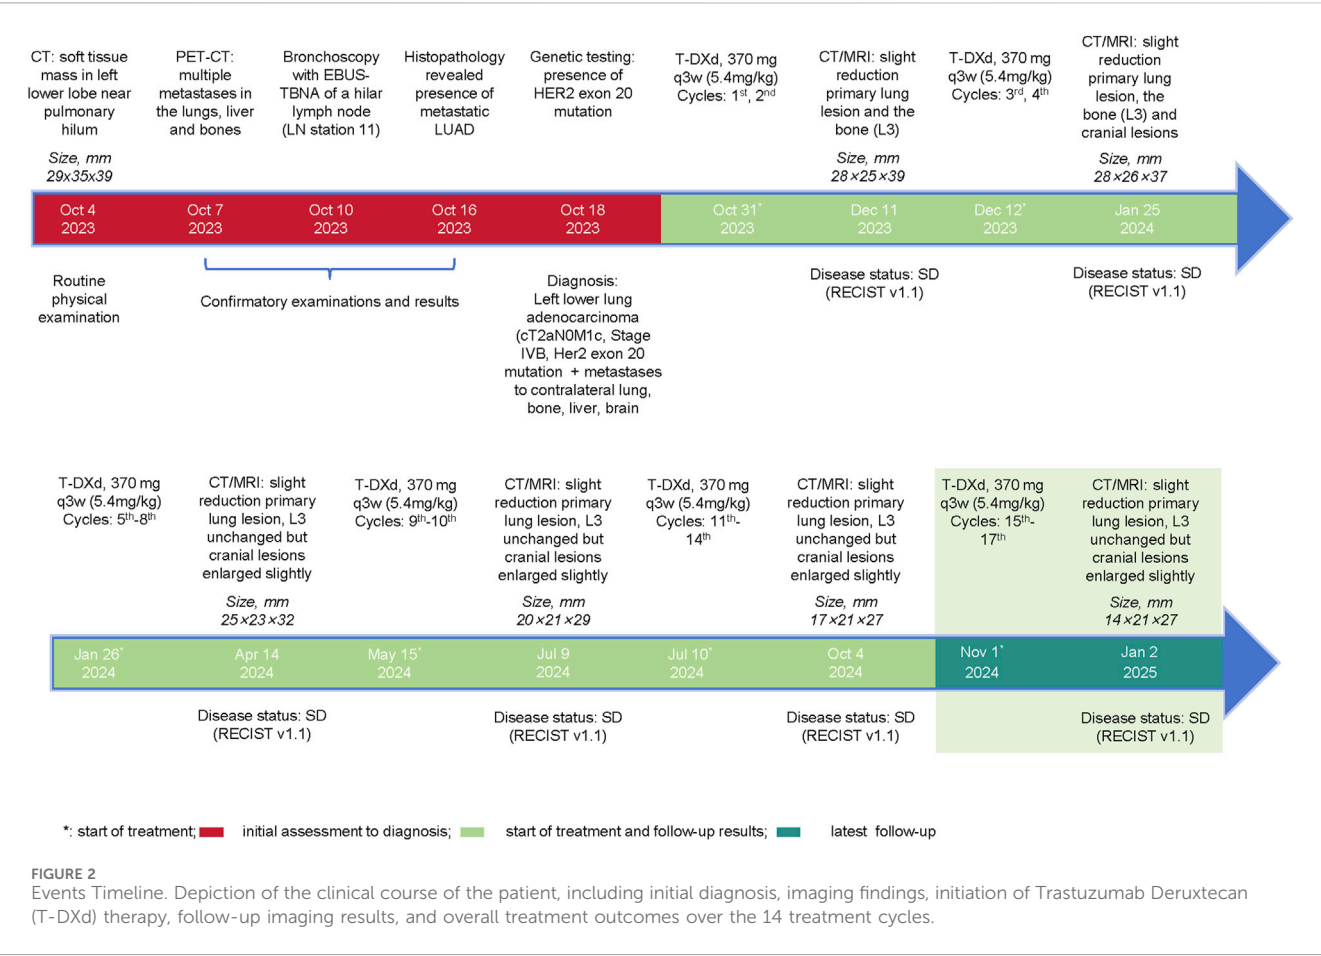 CT: soft tissue
mass in left
lower lobe near
pulmonary
hilum
Size, mm
29x35x39
PET-CT:
multiple
metastases in
the lungs, liver
and bones
Bronchoscopy
with EBUS-
TBNA of a hilar
lymph node
(LN station 11)
Histopathology
revealed
presence of
metastatic
LUAD
Genetic testing:
presence of
HER2 exon 20
mutation
T-DXd, 370 mg
q3w (5.4mg/kg)
Cycles: 1st, 2nd
CT/MRI: slight
reduction
primary lung
lesion and the
bone (L3)
Size, mm
28×25×39
T-DXd, 370 mg
q3w (5.4mg/kg)
Cycles: 3rd, 4th
CT/MRI: slight
reduction
primary lung
lesion, the
bone (L3) and
cranial lesions
Size, mm
28×26×37
Oct 4
2023
Oct 7
2023
Oct 10
2023
Oct 16
2023
Oct 18
2023
Oct 31*
2023
Dec 11
2023
Dec 12*
2023
Jan 25
2024
Routine
physical
examination
Confirmatory examinations and results
Diagnosis:
Left lower lung
adenocarcinoma
(cT2aN0M1c, Stage
IVB, Her2 exon 20
mutation + metastases
to contralateral lung,
bone, liver, brain
Disease status: SD
(RECIST v1.1)
Disease status: SD
(RECIST v1.1)
T-DXd, 370 mg
q3w (5.4mg/kg)
Cycles: 5th-8th
CT/MRI: slight
reduction primary
lung lesion, L3
unchanged but
cranial lesions
enlarged slightly
Size, mm
25×23×32
T-DXd, 370 mg
q3w (5.4mg/kg)
Cycles: 9th-10th
CT/MRI: slight
reduction primary
lung lesion, L3
unchanged but
cranial lesions
enlarged slightly
Size, mm
20×21×29
T-DXd, 370 mg
q3w (5.4mg/kg)
Cycles: 11th-
14th
CT/MRI: slight
reduction primary
lung lesion, L3
unchanged but
cranial lesions
enlarged slightly
Size, mm
17×21×27
T-DXd, 370 mg
q3w (5.4mg/kg)
Cycles: 15th-
17th
CT/MRI: slight
reduction primary
lung lesion, L3
unchanged but
cranial lesions
enlarged slightly
Size, mm
14×21×27
Jan 26*
2024
Apr 14
2024
May 15*
2024
Jul 9
2024
Jul 10*
2024
Oct 4
2024
Nov 1*
2024
Jan 2
2025
Disease status: SD
(RECIST v1.1)
Disease status: SD
(RECIST v1.1)
Disease status: SD
(RECIST v1.1)
Disease status: SD
(RECIST v1.1)
*: start of treatment; initial assessment to diagnosis; start of treatment and follow-up results; latest follow-up
FIGURE 2
Events Timeline. Depiction of the clinical course of the patient, including initial diagnosis, imaging findings, initiation of Trastuzumab Deruxtecan
(T-DXd) therapy, follow-up imaging results, and overall treatment outcomes over the 14 treatment cycles.